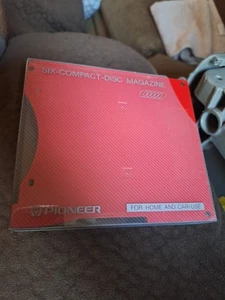 SIX-COMPACT-DISC MAGAZINE
PIONEER
FOR HOME AND CAR-USE